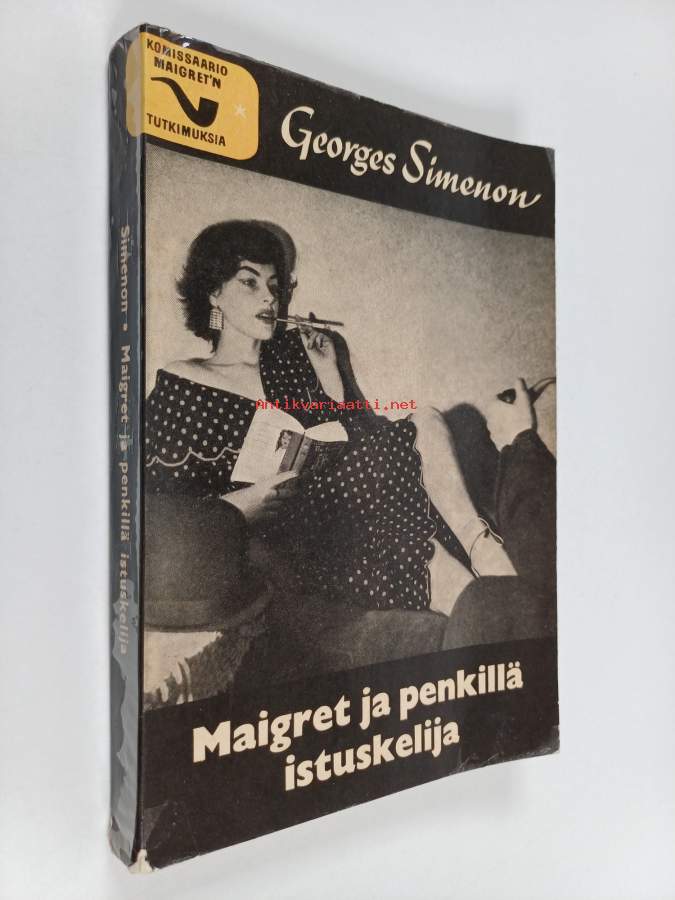 KOMISSAARIO
MAIGRET'N
TUTKIMUKSIA
Georges Simenon
Simenon • Maigret ja penkillä istuskelija
Antikvariaatti.net
Maigret ja penkillä
istuskelija